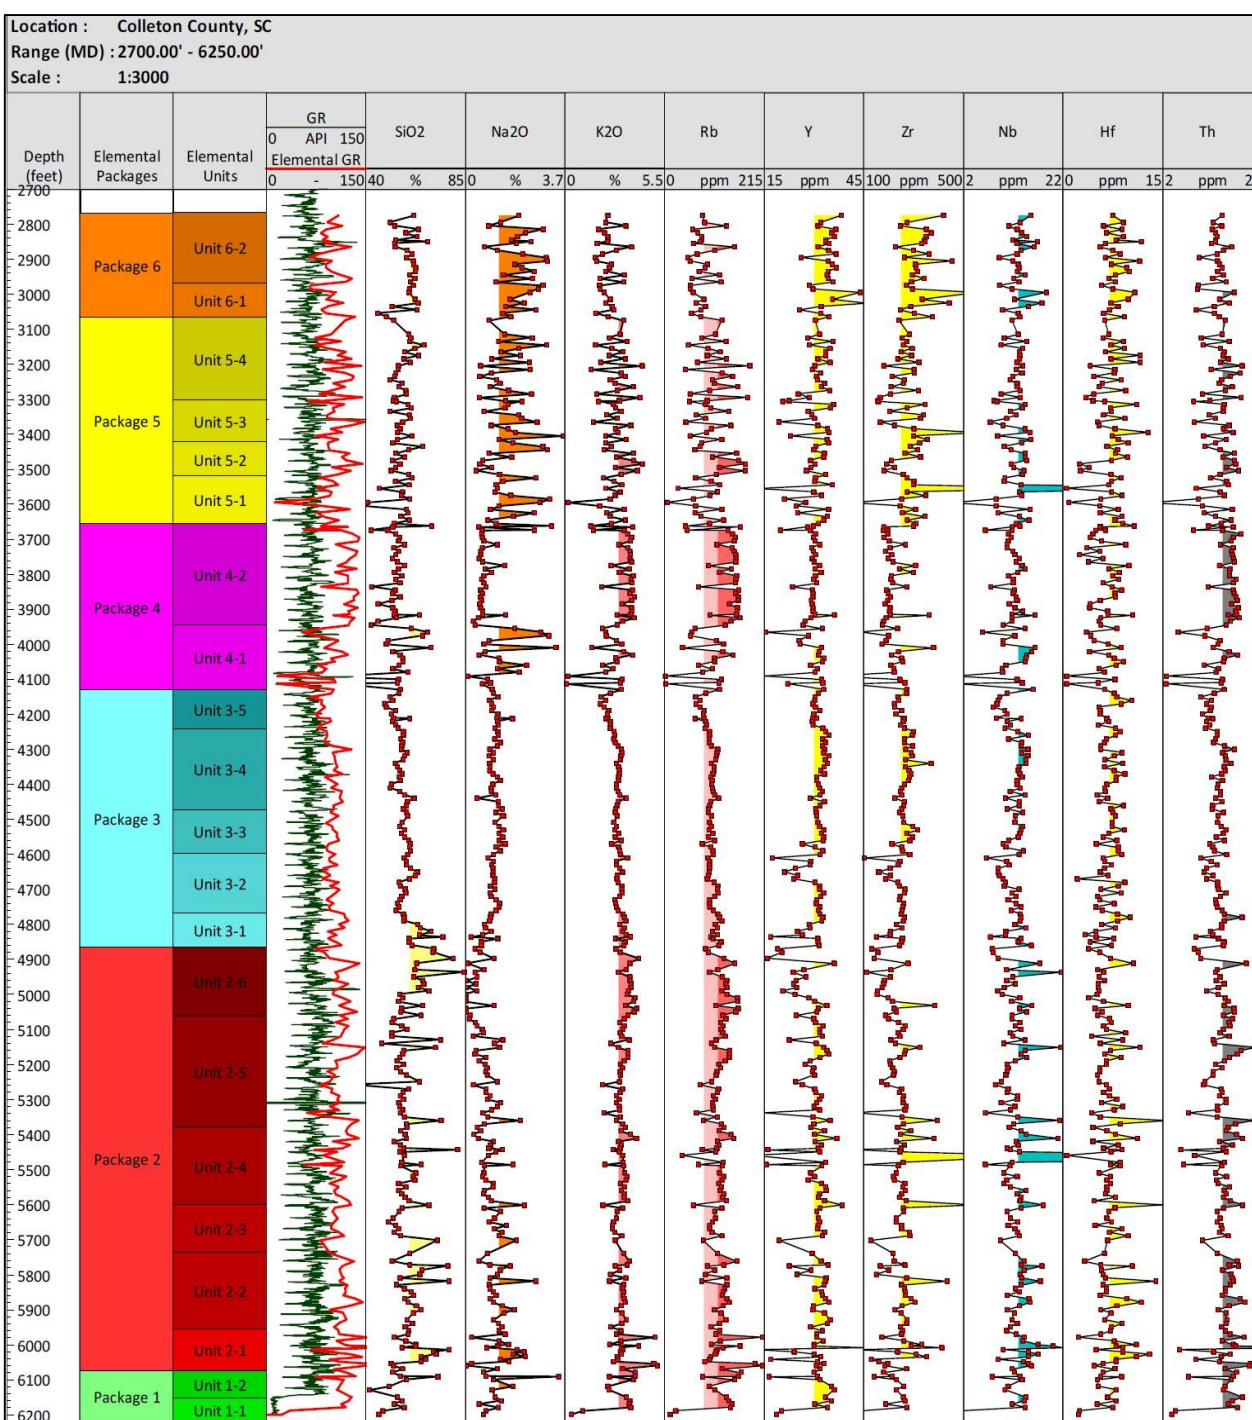 Location : Colleton County, SC
Range (MD) : 2700.00' - 6250.00'
Scale : 1:3000
Depth (feet)
Elemental Packages
Elemental Units
GR
0 API 150
Elemental GR
0 - 150
SiO2
40 % 85
Na2O
0 % 3.7
K2O
0 % 5.5
Rb
0 ppm 215
Y
15 ppm 45
Zr
100 ppm 500
Nb
2 ppm 22
Hf
0 ppm 15
Th
2 ppm 2
2700
2800
2900
3000
3100
3200
3300
3400
3500
3600
3700
3800
3900
4000
4100
4200
4300
4400
4500
4600
4700
4800
4900
5000
5100
5200
5300
5400
5500
5600
5700
5800
5900
6000
6100
6200
Package 6
Package 5
Package 4
Package 3
Package 2
Package 1
Unit 6-2
Unit 6-1
Unit 5-4
Unit 5-3
Unit 5-2
Unit 5-1
Unit 4-2
Unit 4-1
Unit 3-5
Unit 3-4
Unit 3-3
Unit 3-2
Unit 3-1
Unit 2-6
Unit 2-5
Unit 2-4
Unit 2-3
Unit 2-2
Unit 2-1
Unit 1-2
Unit 1-1